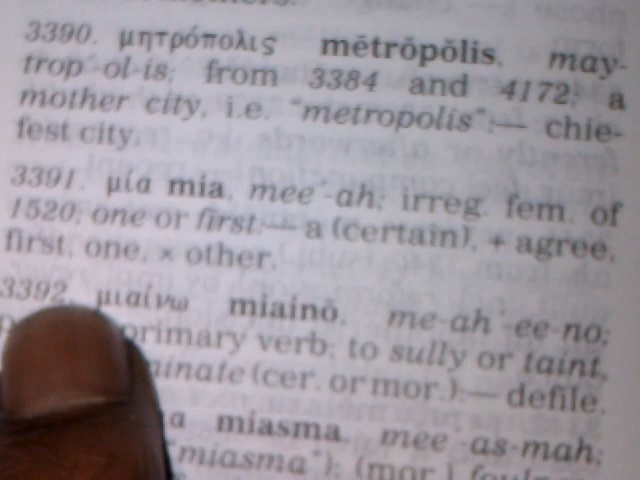 3390. μητρόπολις mētrŏpŏlis, may-
trop´-ol-is; from 3384 and 4172; a
mother city, i.e. "metropolis":— chie-
fest city.
3391. μία mia, mee´-ah; irreg. fem. of
1520; one or first:— a (certain), + agree,
first, one, × other.
3392. μιαίνω miainō, me-ah´-ee-no;
primary verb; to sully or taint,
(cer. or mor.):— defile.
miasma, mee´-as-mah;
"miasma"); (mor.)